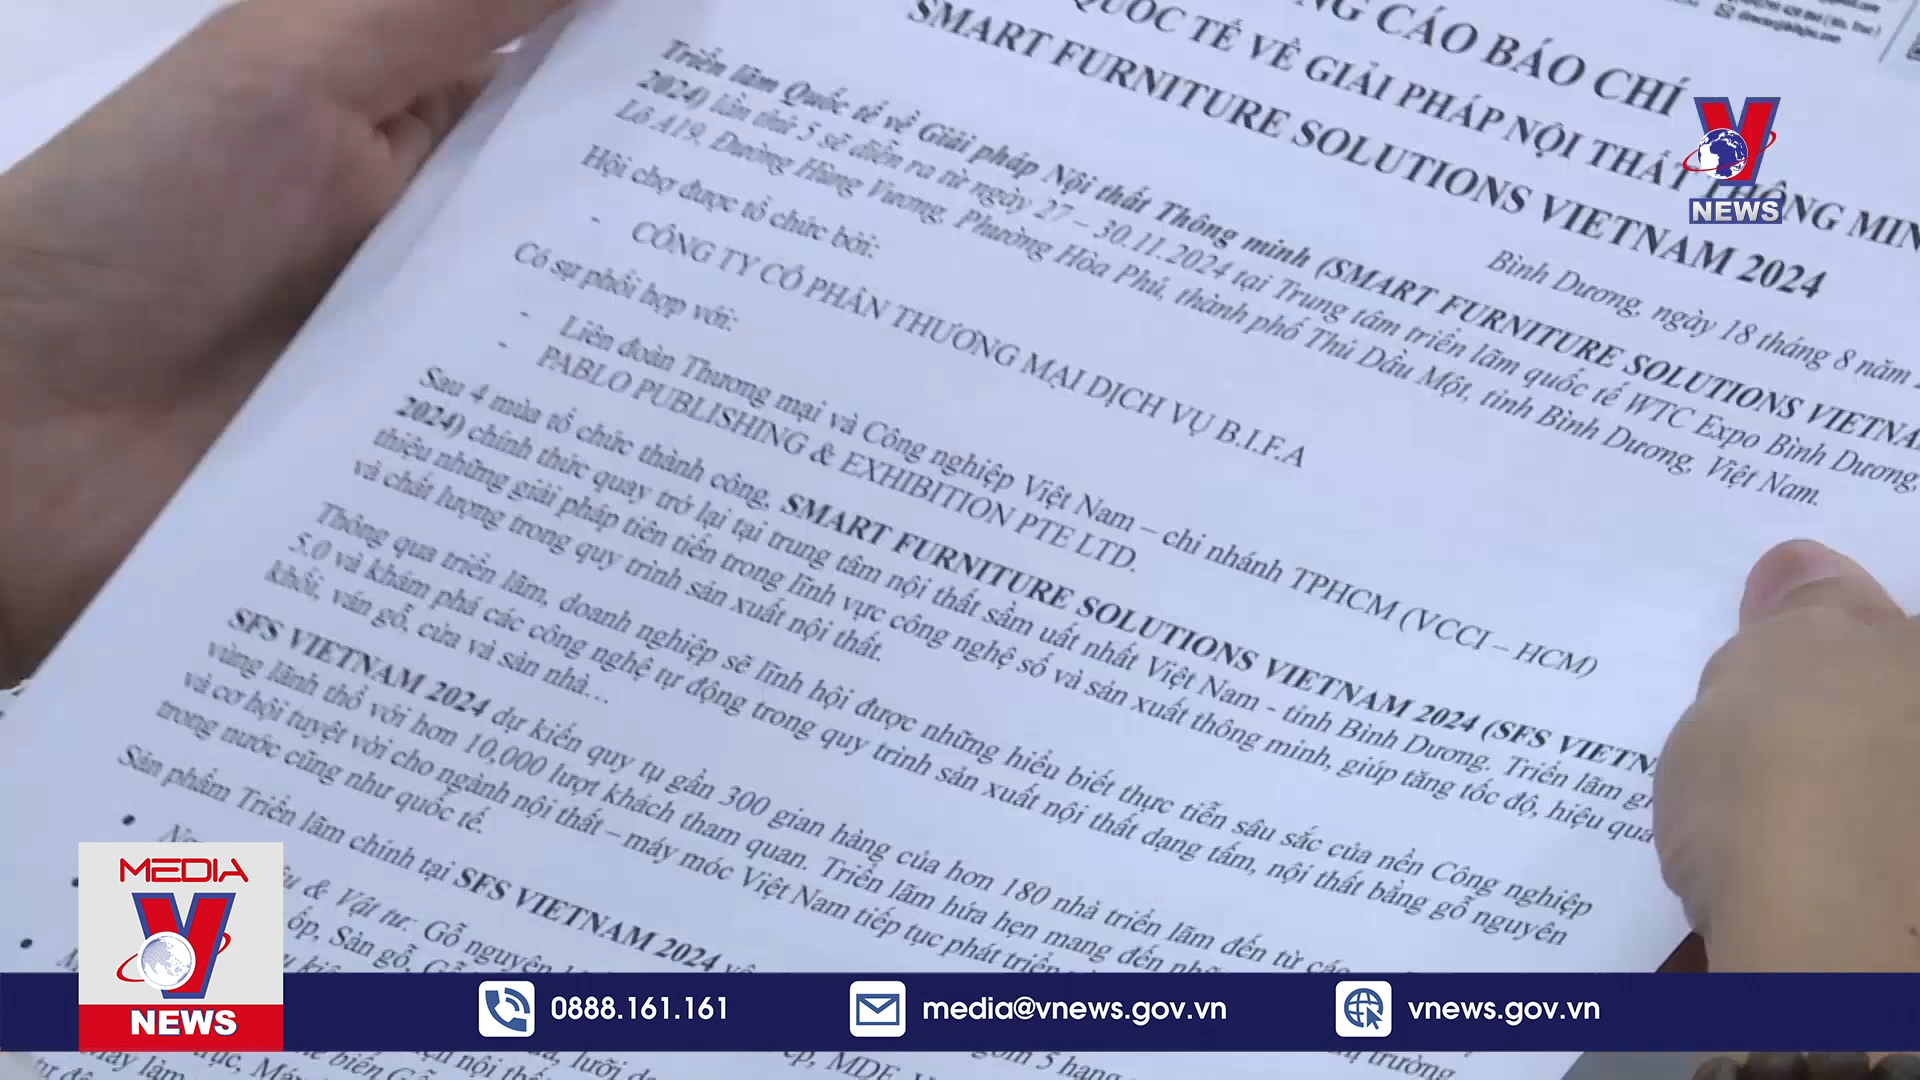 NG CÁO BÁO CHÍ
QUỐC TẾ VỀ GIẢI PHÁP NỘI THẤT THÔNG MIN
SMART FURNITURE SOLUTIONS VIETNAM 2024
Bình Dương, ngày 18 tháng 8 năm
Triển lãm Quốc tế về Giải pháp Nội thất Thông minh (SMART FURNITURE SOLUTIONS VIETNA
2024) lần thứ 5 sẽ diễn ra từ ngày 27 – 30.11.2024 tại Trung tâm triển lãm quốc tế WTC Expo Bình Dương,
Lô A19, Đường Hùng Vương, Phường Hòa Phú, thành phố Thủ Dầu Một, tỉnh Bình Dương, Việt Nam.
Hội chợ được tổ chức bởi:
- CÔNG TY CỔ PHẦN THƯƠNG MẠI DỊCH VỤ B.I.F.A
Có sự phối hợp với:
- Liên đoàn Thương mại và Công nghiệp Việt Nam – chi nhánh TPHCM (VCCI – HCM)
- PABLO PUBLISHING & EXHIBITION PTE LTD.
Sau 4 mùa tổ chức thành công, SMART FURNITURE SOLUTIONS VIETNAM 2024 (SFS VIETN
2024) chính thức quay trở lại tại trung tâm nội thất sầm uất nhất Việt Nam - tỉnh Bình Dương. Triển lãm gi
thiệu những giải pháp tiên tiến trong lĩnh vực công nghệ số và sản xuất thông minh, giúp tăng tốc độ, hiệu quả
và chất lượng trong quy trình sản xuất nội thất.
Thông qua triển lãm, doanh nghiệp sẽ lĩnh hội được những hiểu biết thực tiễn sâu sắc của nền Công nghiệp
5.0 và khám phá các công nghệ tự động trong quy trình sản xuất nội thất dạng tấm, nội thất bằng gỗ nguyên
khối, ván gỗ, cửa và sàn nhà...
SFS VIETNAM 2024 dự kiến quy tụ gần 300 gian hàng của hơn 180 nhà triển lãm đến từ các
vùng lãnh thổ với hơn 10,000 lượt khách tham quan. Triển lãm hứa hẹn mang đến
và cơ hội tuyệt vời cho ngành nội thất – máy móc Việt Nam tiếp tục phát triển
trong nước cũng như quốc tế.
Sản phẩm Triển lãm chính tại SFS VIETNAM 2024
• & Vật tư: Gỗ nguyên
ốp, Sàn gỗ,
NEWS
MEDIA
NEWS
0888.161.161
media@vnews.gov.vn
vnews.gov.vn